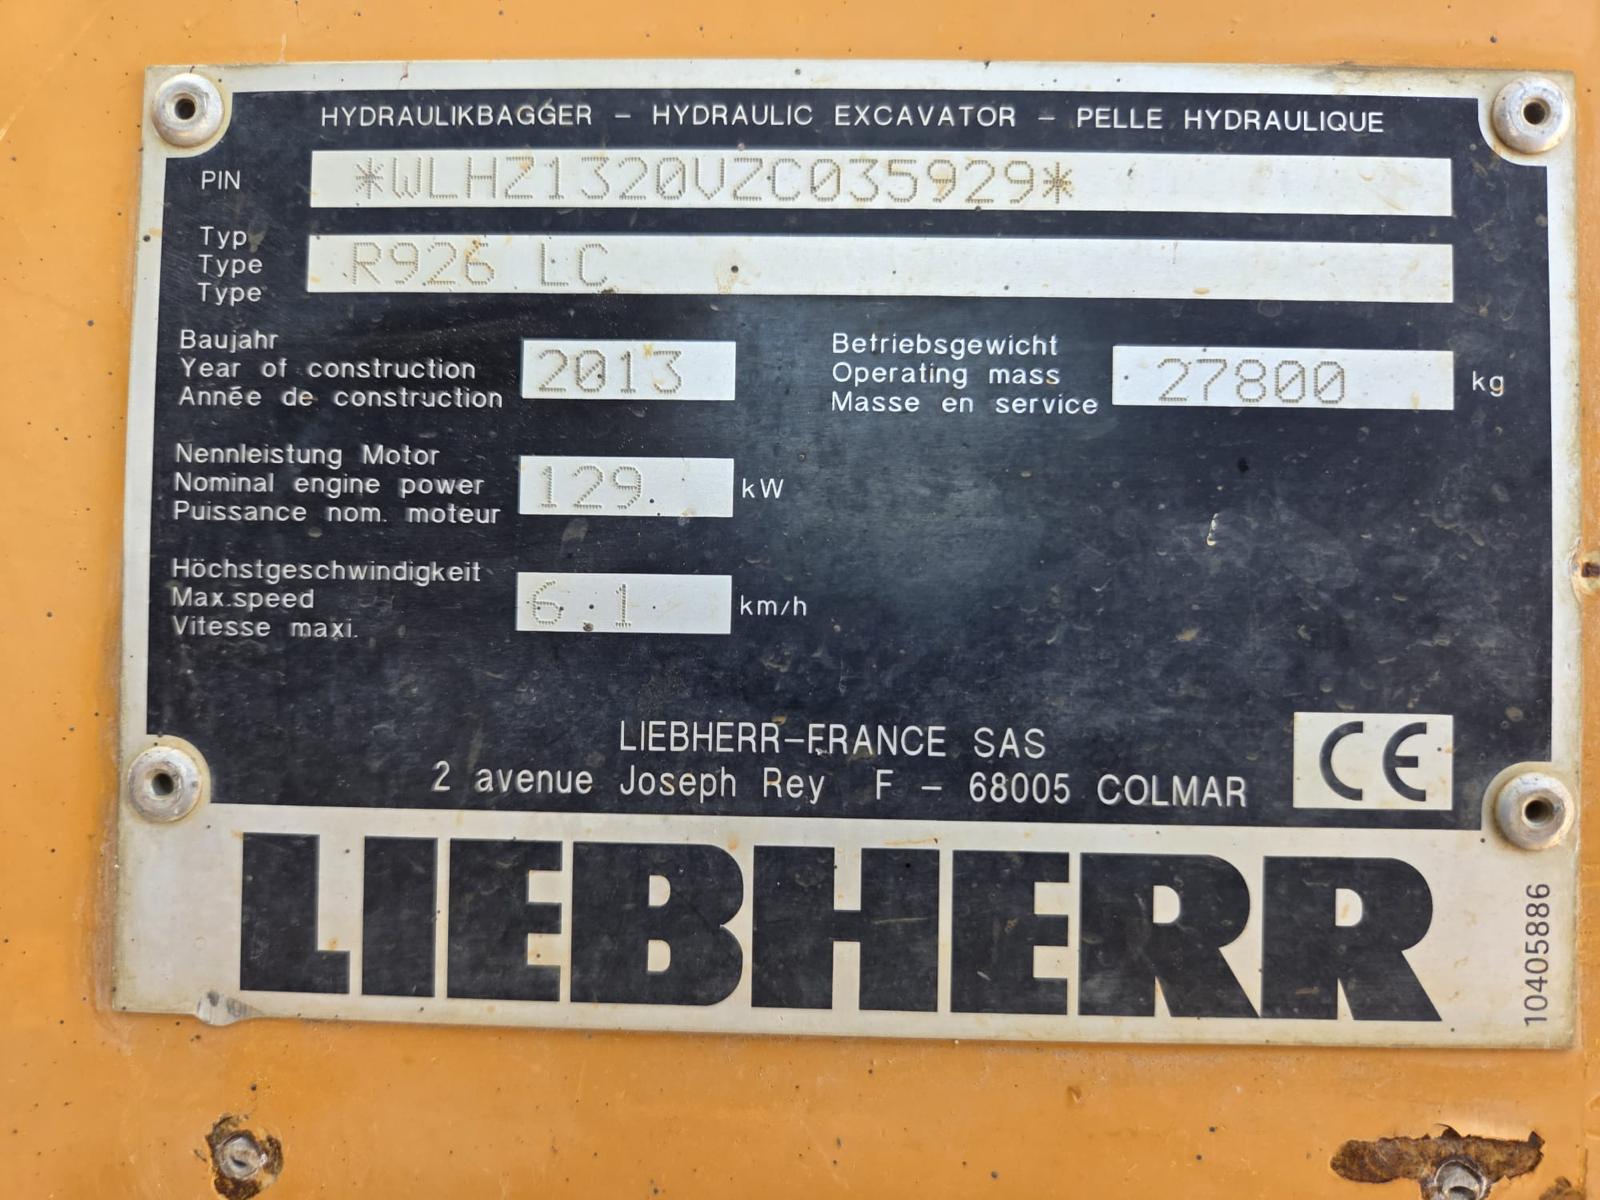 HYDRAULIKBAGGER – HYDRAULIC EXCAVATOR – PELLE HYDRAULIQUE
PIN *WLHZ1320VZC035929*
Typ
Type R926 LC
Type
Baujahr
Year of construction 2013
Année de construction
Betriebsgewicht
Operating mass 27800 kg
Masse en service
Nennleistung Motor
Nominal engine power 129 kW
Puissance nom. moteur
Höchstgeschwindigkeit
Max.speed 6.1 km/h
Vitesse maxi.
LIEBHERR–FRANCE SAS
2 avenue Joseph Rey F – 68005 COLMAR
CE
LIEBHERR
10405886